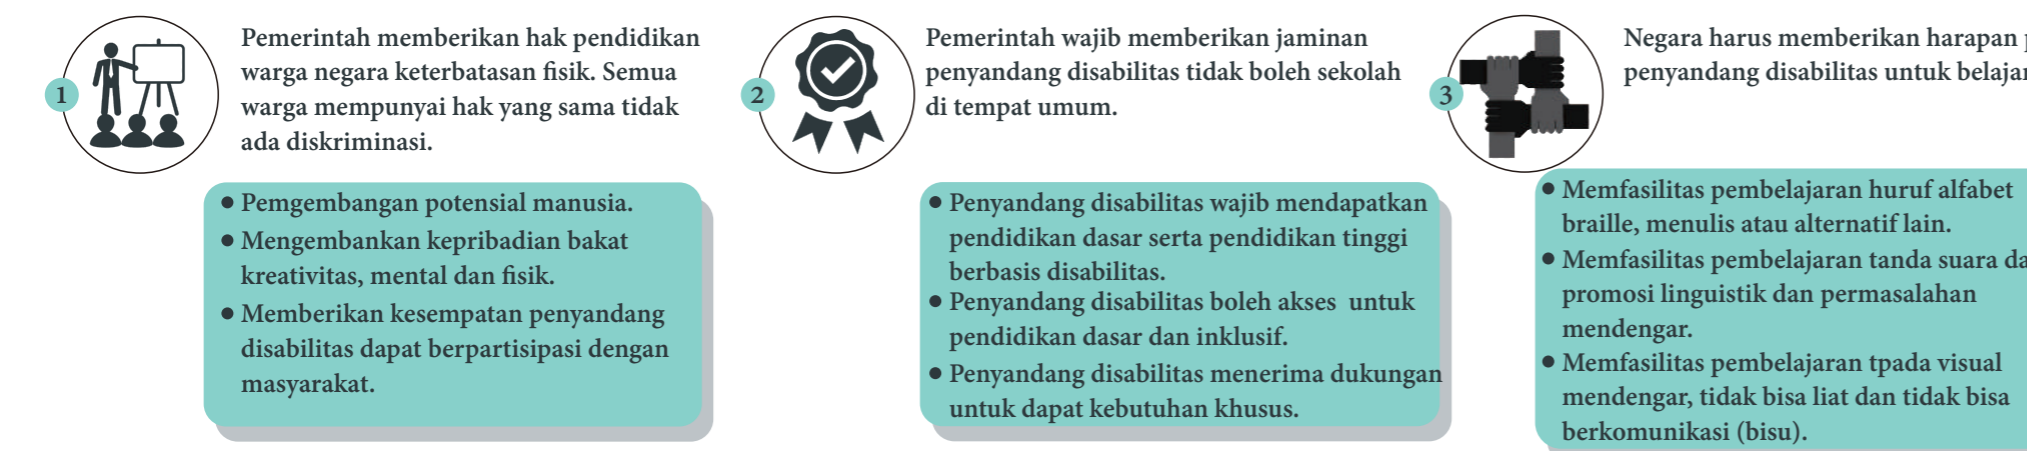 1
Pemerintah memberikan hak pendidikan
warga negara keterbatasan fisik. Semua
warga mempunyai hak yang sama tidak
ada diskriminasi.
• Pemgembangan potensial manusia.
• Mengembankan kepribadian bakat
kreativitas, mental dan fisik.
• Memberikan kesempatan penyandang
disabilitas dapat berpartisipasi dengan
masyarakat.
2
Pemerintah wajib memberikan jaminan
penyandang disabilitas tidak boleh sekolah
di tempat umum.
• Penyandang disabilitas wajib mendapatkan
pendidikan dasar serta pendidikan tinggi
berbasis disabilitas.
• Penyandang disabilitas boleh akses untuk
pendidikan dasar dan inklusif.
• Penyandang disabilitas menerima dukungan
untuk dapat kebutuhan khusus.
3
Negara harus memberikan harapan
penyandang disabilitas untuk
• Memfasilitas pembelajaran huruf alfabet
braille, menulis atau alternatif lain.
• Memfasilitas pembelajaran tanda suara
promosi linguistik dan permasalahan
mendengar.
• Memfasilitas pembelajaran tpada visual
mendengar, tidak bisa liat dan tidak bisa
berkomunikasi (bisu).